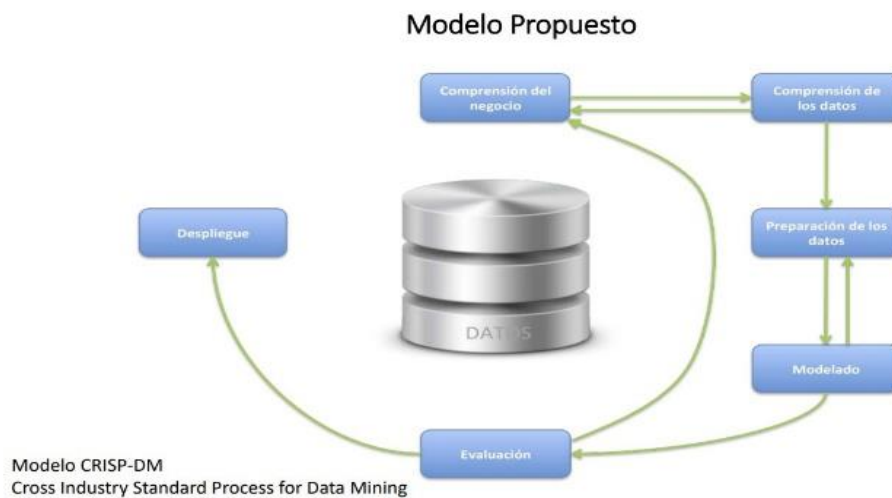 Modelo Propuesto
Comprensión del
negocio
Comprensión de
los datos
Despliegue
Preparación de los
datos
DATOS
Modelado
Evaluación
Modelo CRISP-DM
Cross Industry Standard Process for Data Mining